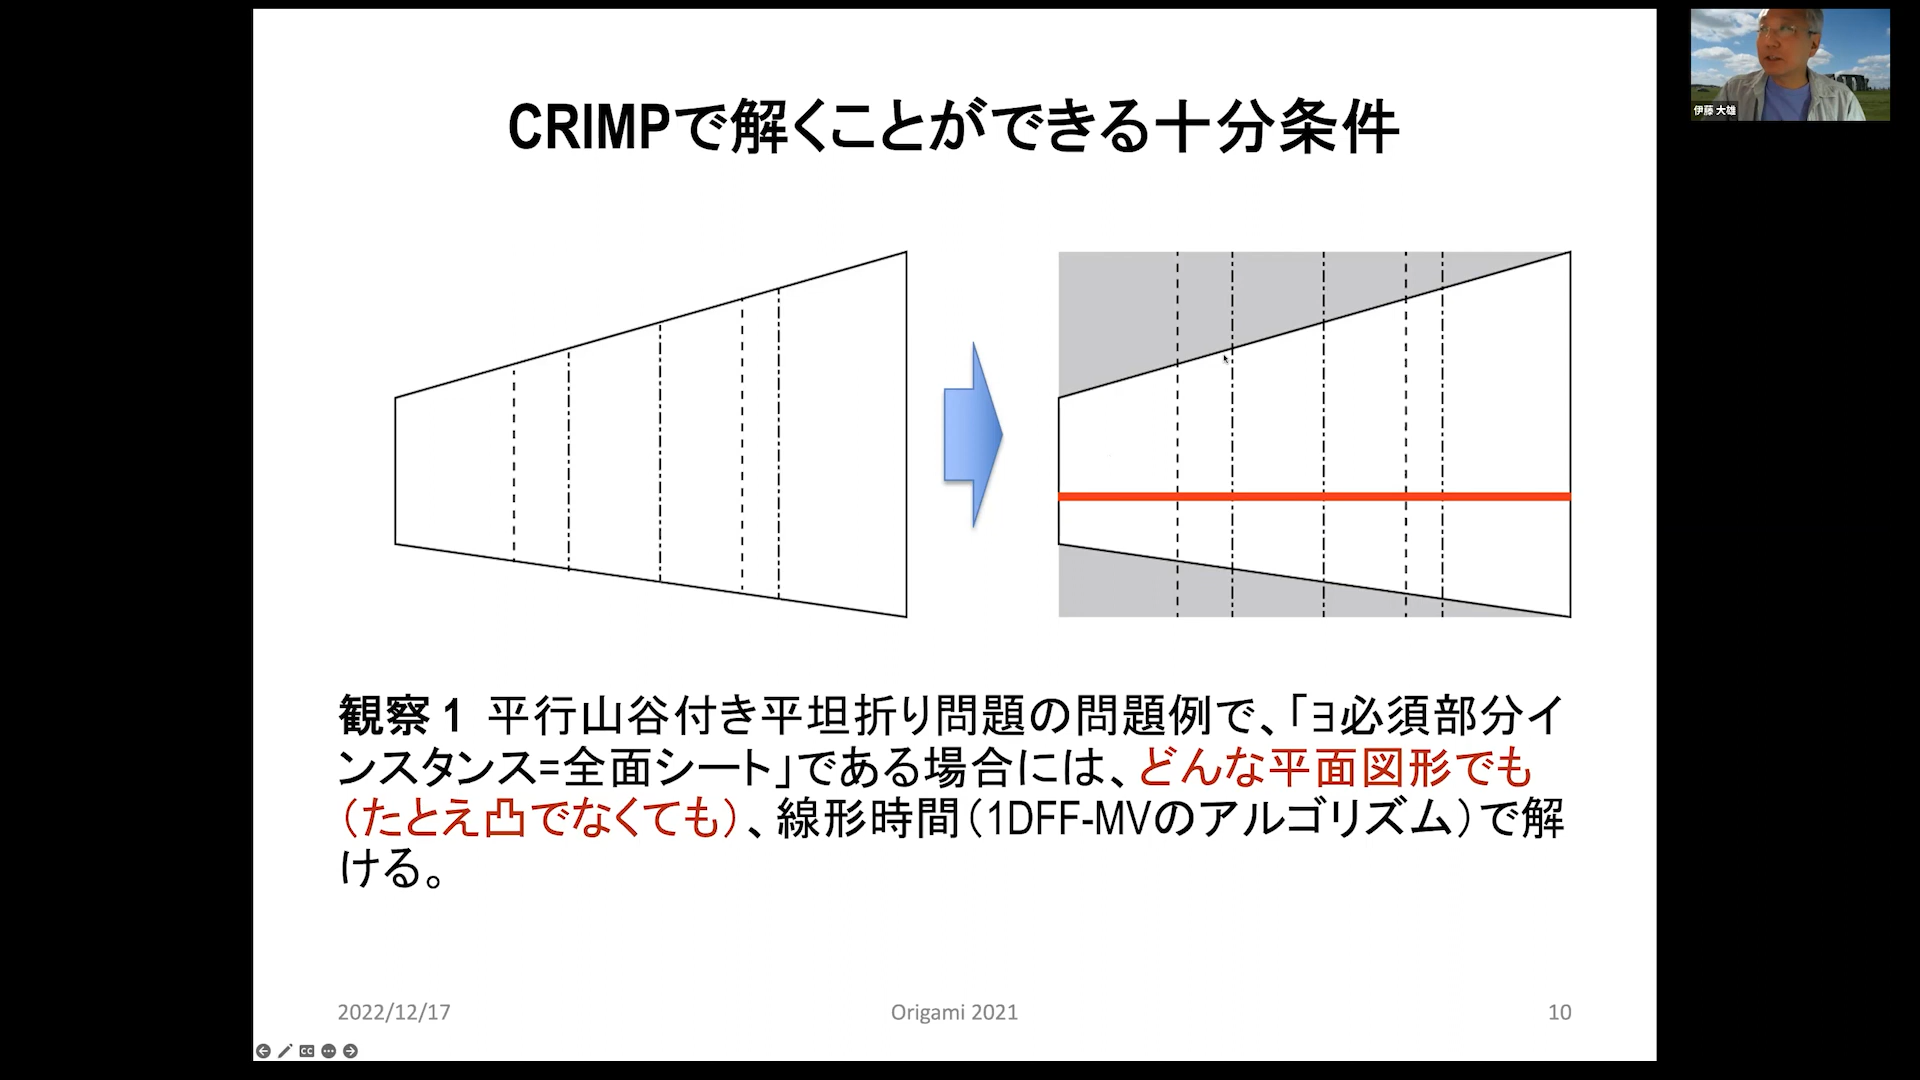 CRIMPで解くことができる十分条件
伊藤 大雄
観察 1 平行山谷付き平坦折り問題の問題例で、「∃必須部分イ
ンスタンス=全面シート」である場合には、どんな平面図形でも
（たとえ凸でなくても）、線形時間（1DFF-MVのアルゴリズム）で解
ける。
2022/12/17
Origami 2021
10
CC